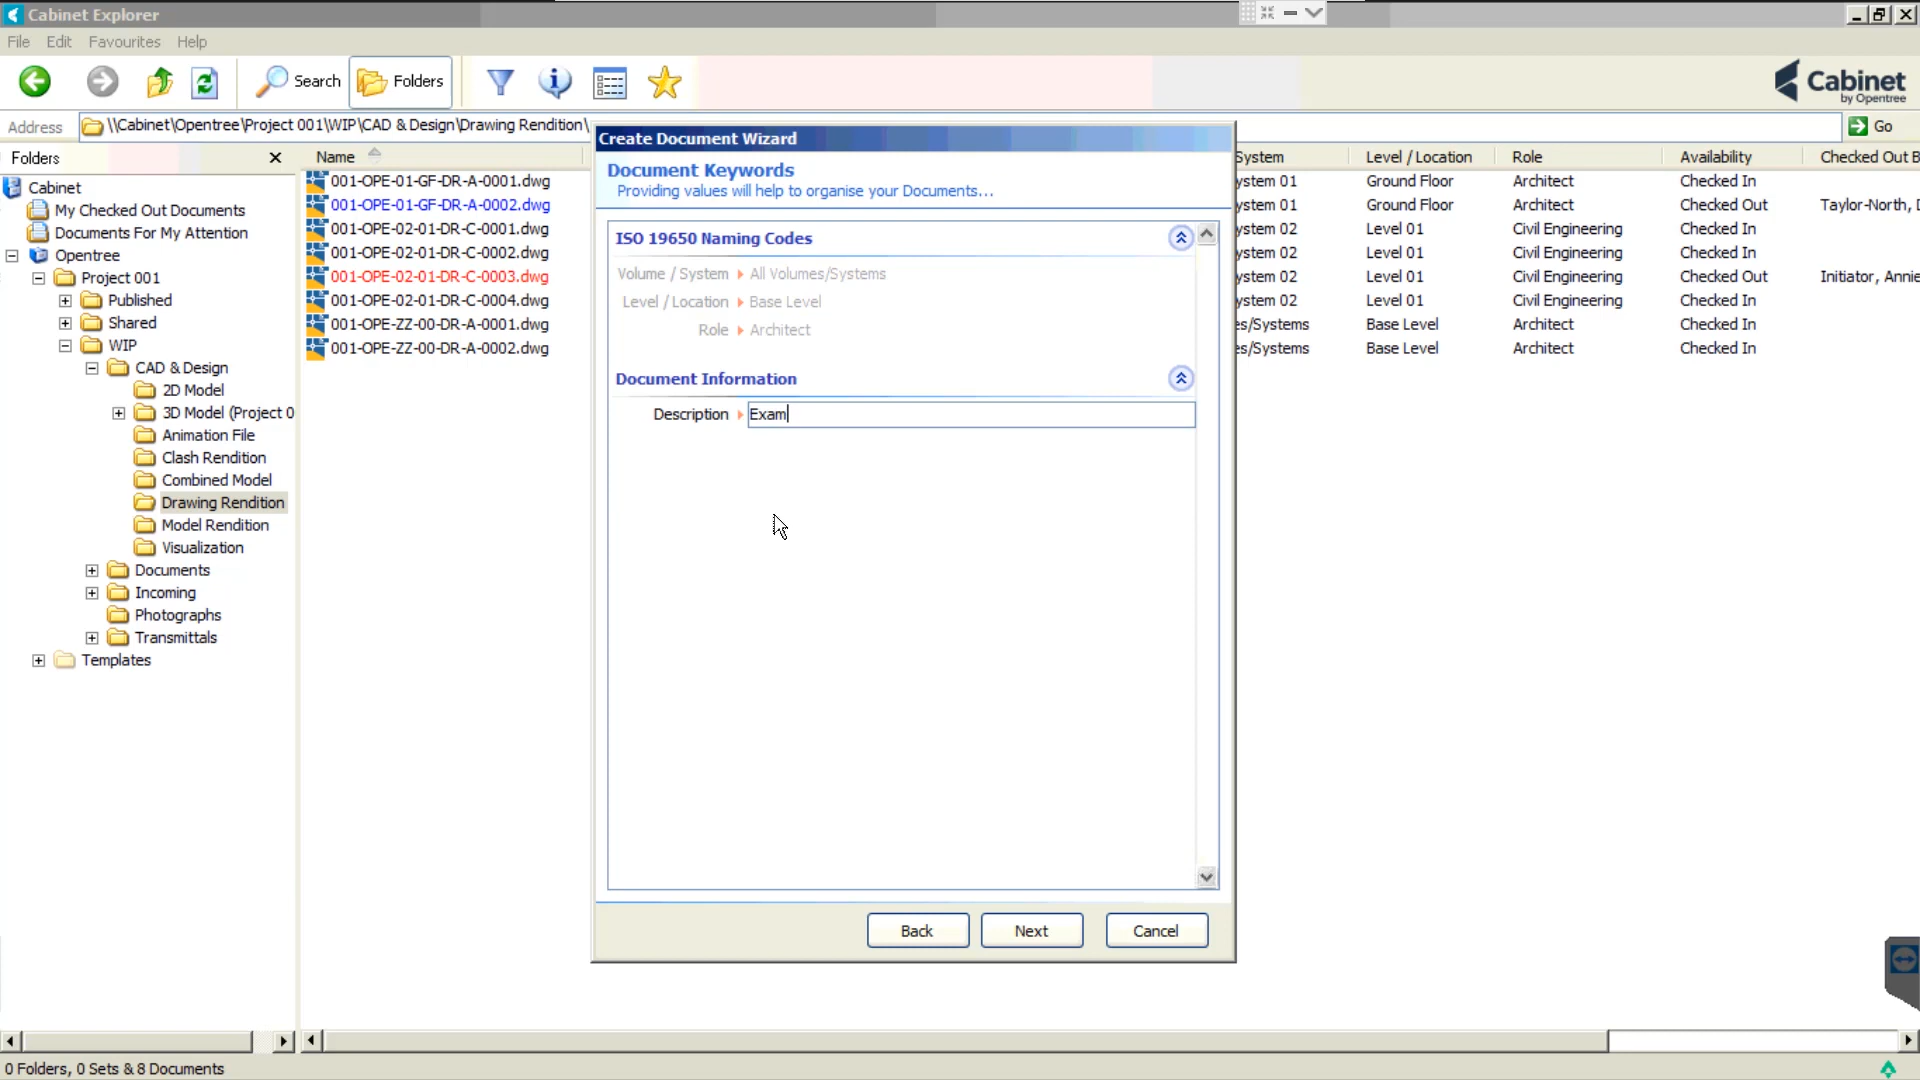 Cabinet Explorer
File Edit Favourites Help
Search Folders
Cabinet
by Opentree
Address \\Cabinet\Opentree\Project 001\WIP\CAD & Design\Drawing Rendition\ Go
Folders
Cabinet
My Checked Out Documents
Documents For My Attention
Opentree
Project 001
Published
Shared
WIP
CAD & Design
2D Model
3D Model (Project 0
Animation File
Clash Rendition
Combined Model
Drawing Rendition
Model Rendition
Visualization
Documents
Incoming
Photographs
Transmittals
Templates
Name
001-OPE-01-GF-DR-A-0001.dwg
001-OPE-01-GF-DR-A-0002.dwg
001-OPE-02-01-DR-C-0001.dwg
001-OPE-02-01-DR-C-0002.dwg
001-OPE-02-01-DR-C-0003.dwg
001-OPE-02-01-DR-C-0004.dwg
001-OPE-ZZ-00-DR-A-0001.dwg
001-OPE-ZZ-00-DR-A-0002.dwg
Create Document Wizard
Document Keywords
Providing values will help to organise your Documents...
ISO 19650 Naming Codes
Volume / System All Volumes/Systems
Level / Location Base Level
Role Architect
Document Information
Description Exam
Back Next Cancel
System Level / Location Role Availability Checked Out B
ystem 01 Ground Floor Architect Checked In
ystem 01 Ground Floor Architect Checked Out Taylor-North, D
ystem 02 Level 01 Civil Engineering Checked In
ystem 02 Level 01 Civil Engineering Checked In
ystem 02 Level 01 Civil Engineering Checked Out Initiator, Annie
ystem 02 Level 01 Civil Engineering Checked In
es/Systems Base Level Architect Checked In
es/Systems Base Level Architect Checked In
0 Folders, 0 Sets & 8 Documents